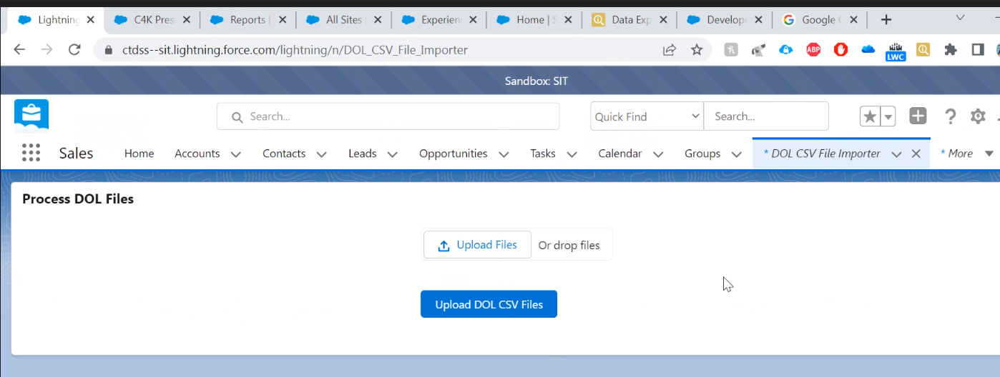 Lightning C4K Pres Reports All Sites Experien Home | S Data Exp Develope Google
ctdss--sit.lightning.force.com/lightning/n/DOL_CSV_File_Importer
ABP
LWC
Sandbox: SIT
Search... Quick Find Search...
Sales Home Accounts Contacts Leads Opportunities Tasks Calendar Groups * DOL CSV File Importer * More
Process DOL Files
Upload Files Or drop files
Upload DOL CSV Files